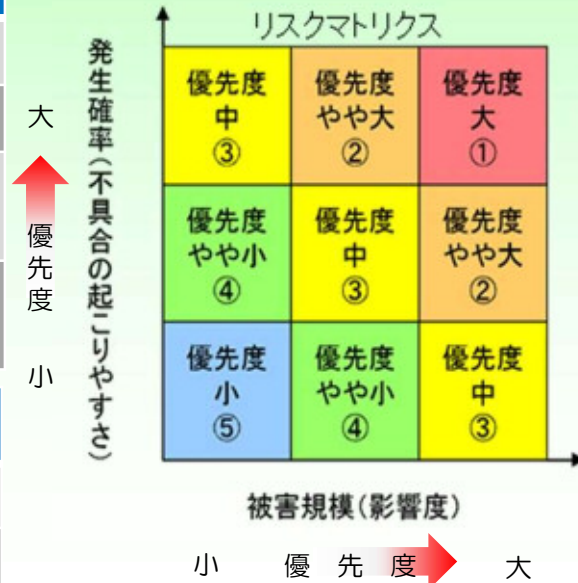 リスクマトリクス
発生確率(不具合の起こりやすさ)
大
優先度
小
優先度
中
③
優先度
やや大
②
優先度
大
①
優先度
やや小
④
優先度
中
③
優先度
やや大
②
優先度
小
⑤
優先度
やや小
④
優先度
中
③
被害規模(影響度)
小 優先度 大